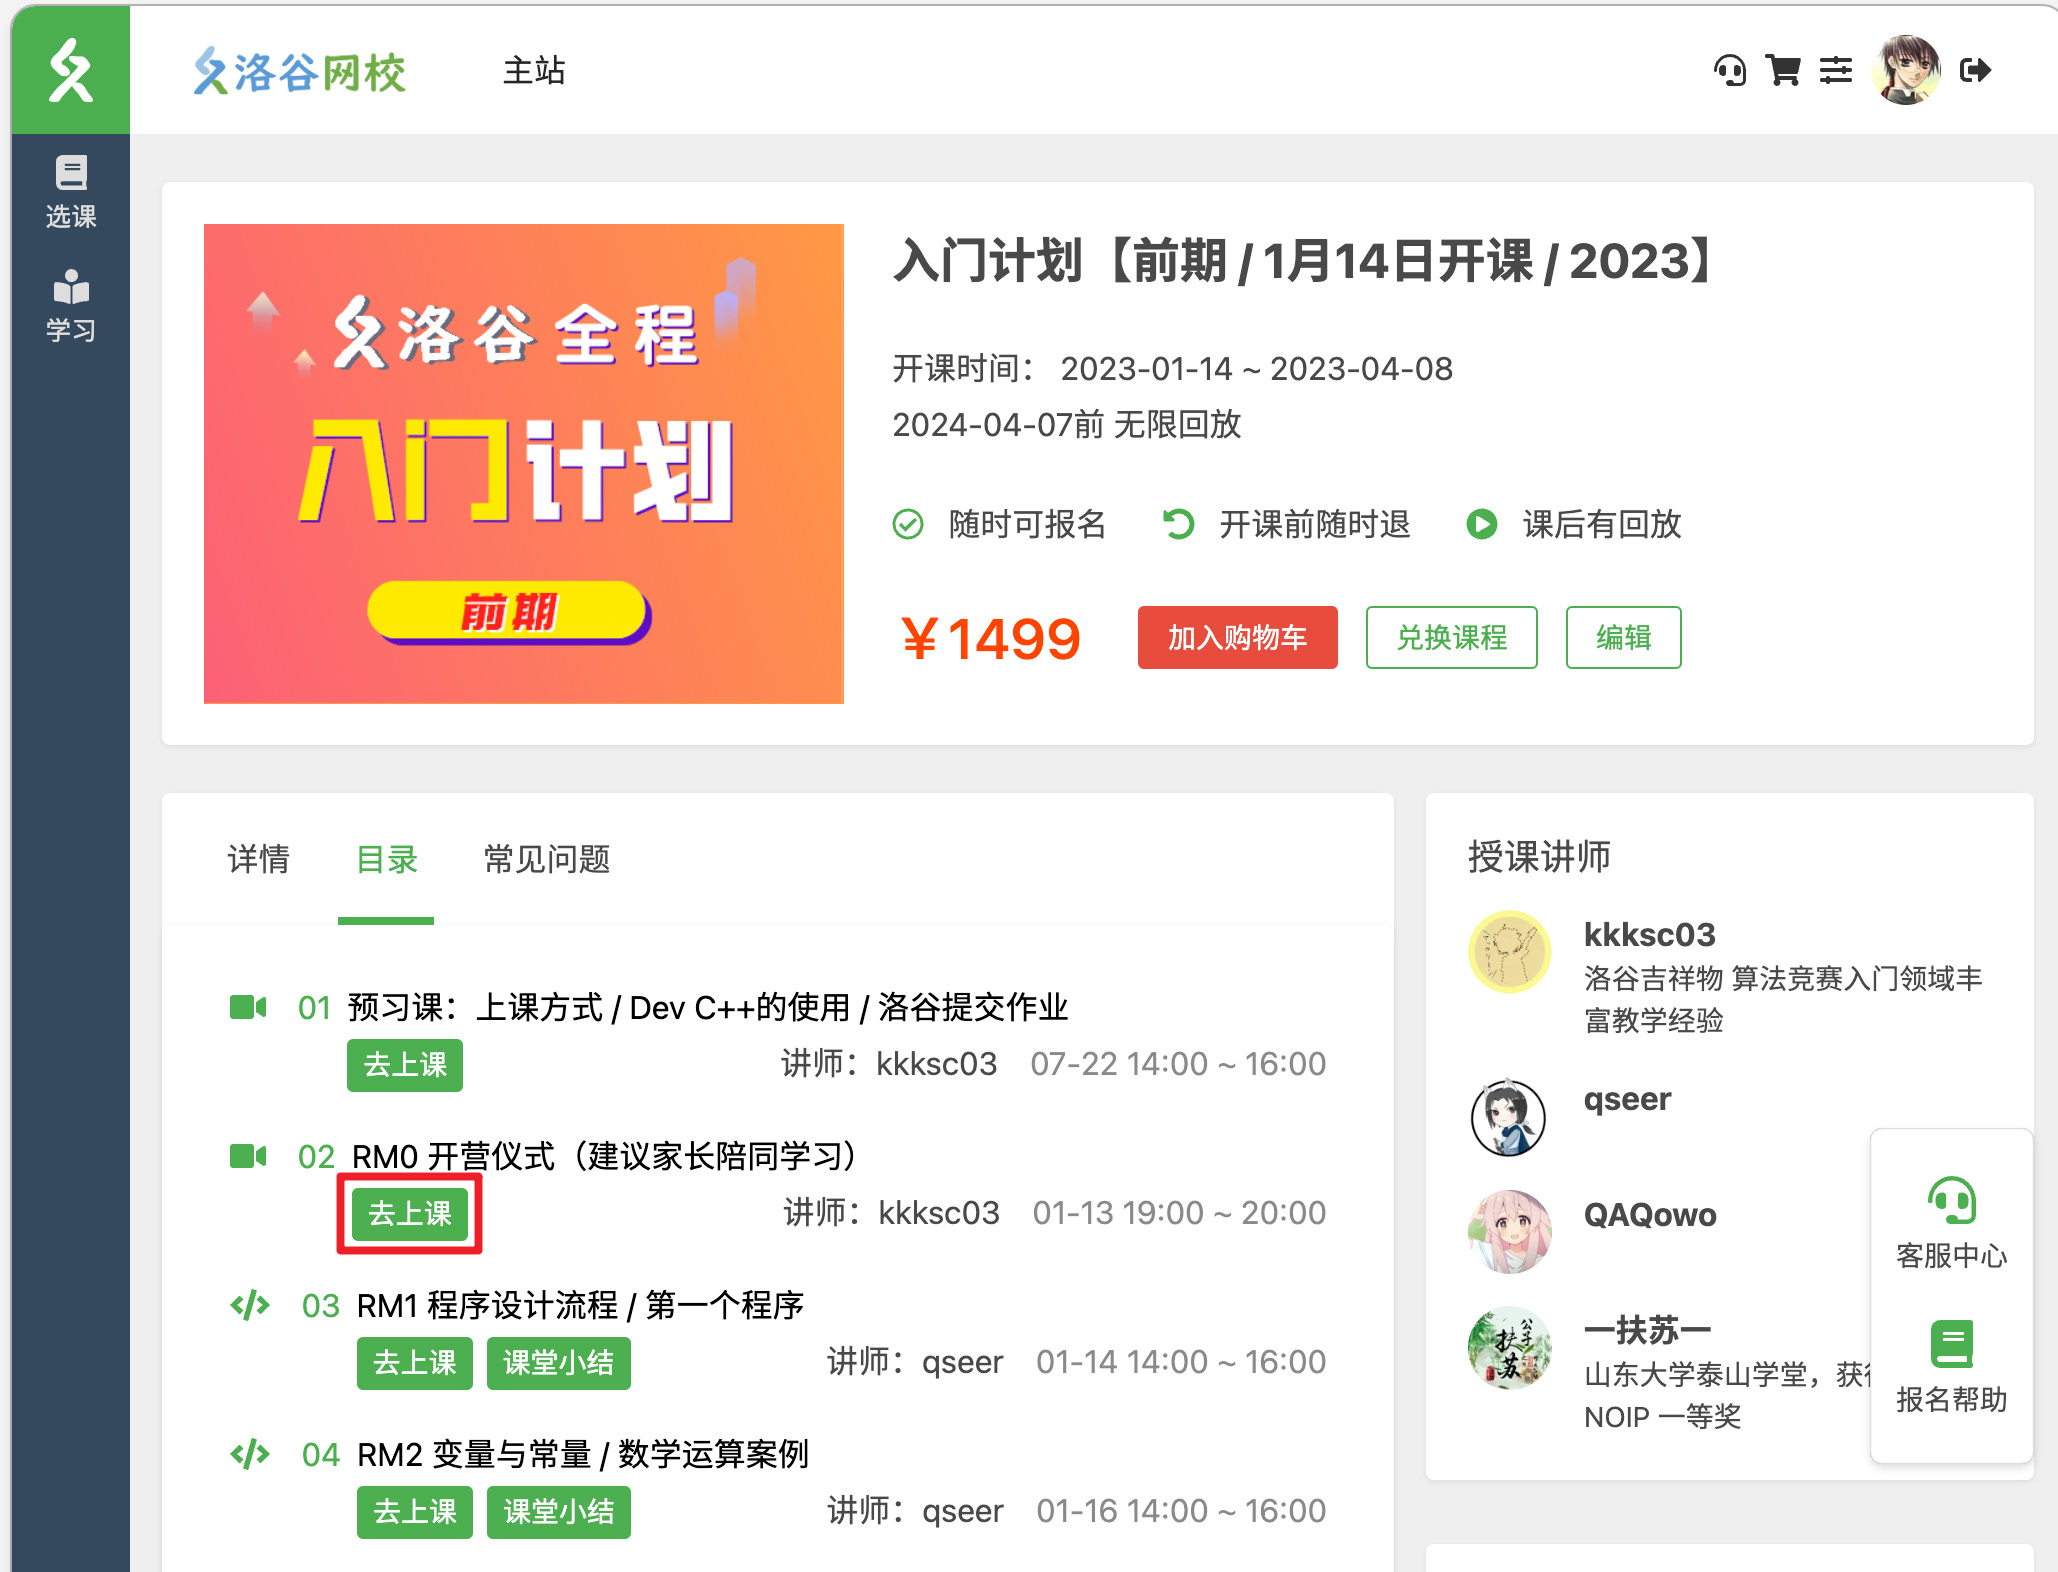 洛谷网校
主站
选课
学习
洛谷全程
入门计划
前期
入门计划【前期 / 1月14日开课 / 2023】
开课时间： 2023-01-14 ~ 2023-04-08
2024-04-07前 无限回放
随时可报名 开课前随时退 课后有回放
￥1499 加入购物车 兑换课程 编辑
详情 目录 常见问题
01 预习课：上课方式 / Dev C++的使用 / 洛谷提交作业
去上课 讲师：kkksc03 07-22 14:00 ~ 16:00
02 RM0 开营仪式（建议家长陪同学习）
去上课 讲师：kkksc03 01-13 19:00 ~ 20:00
03 RM1 程序设计流程 / 第一个程序
去上课 课堂小结 讲师：qseer 01-14 14:00 ~ 16:00
04 RM2 变量与常量 / 数学运算案例
去上课 课堂小结 讲师：qseer 01-16 14:00 ~ 16:00
授课讲师
kkksc03
洛谷吉祥物 算法竞赛入门领域丰
富教学经验
qseer
QAQowo
公子
扶苏
一扶苏一
山东大学泰山学堂，获
NOIP 一等奖
客服中心
报名帮助